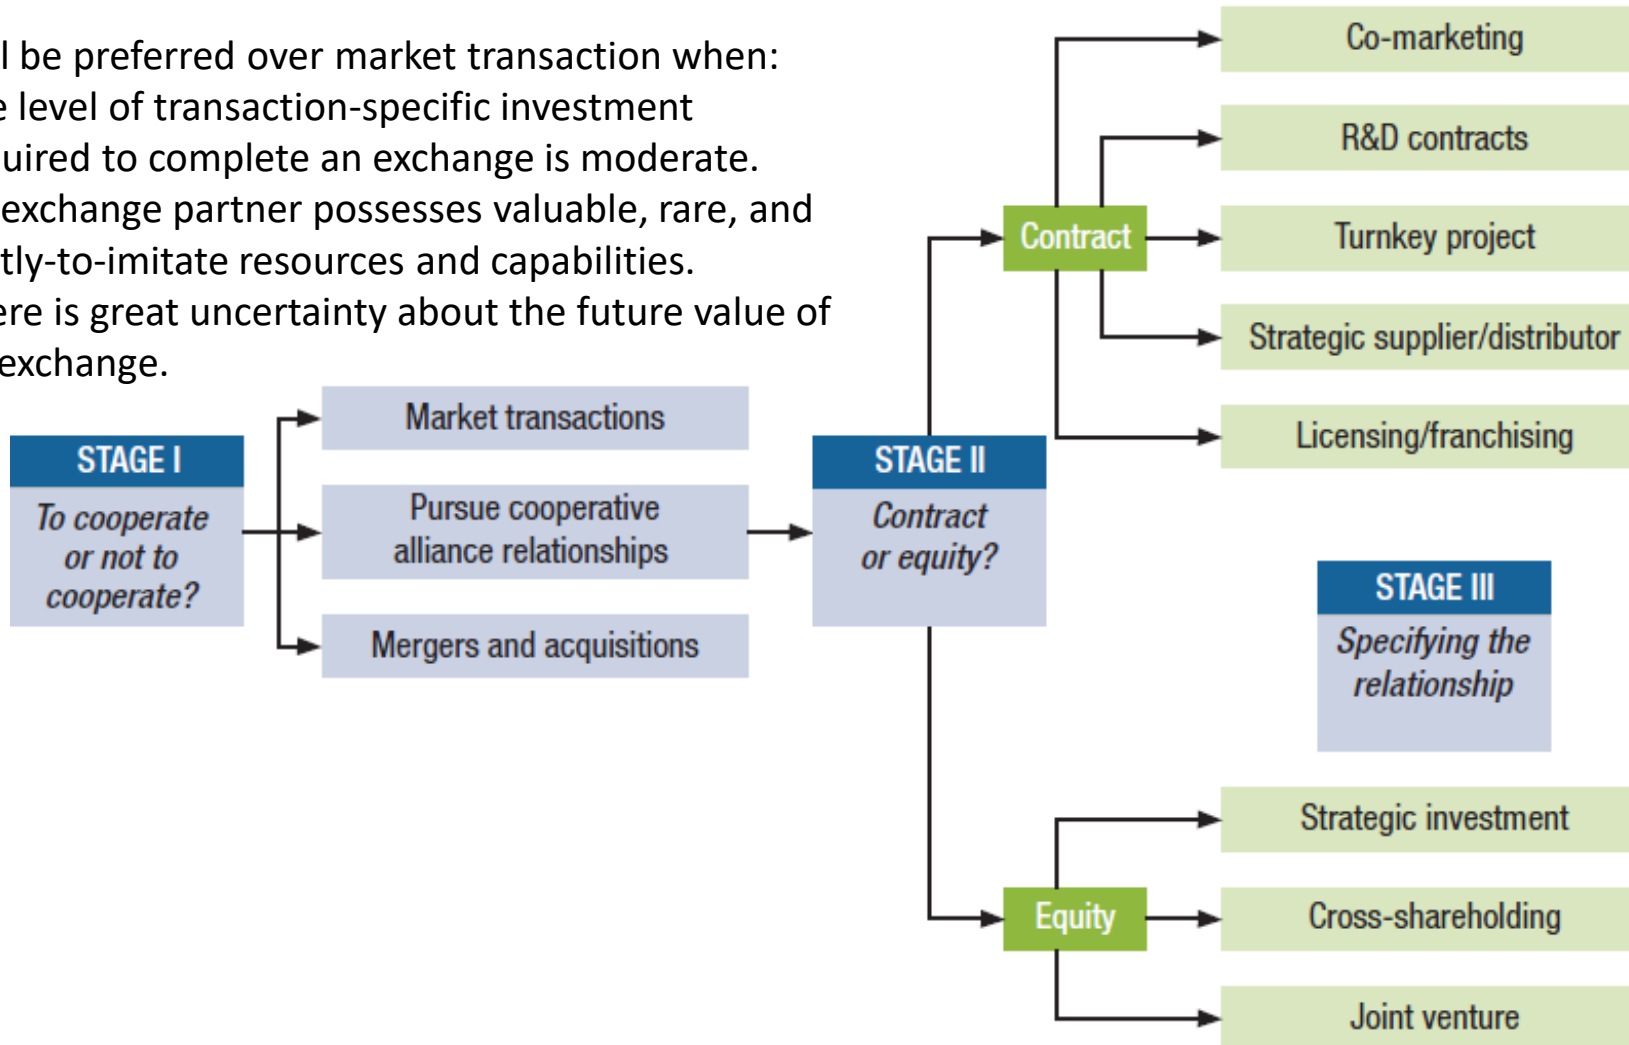 l be preferred over market transaction when:
e level of transaction-specific investment
quired to complete an exchange is moderate.
exchange partner possesses valuable, rare, and
tly-to-imitate resources and capabilities.
ere is great uncertainty about the future value of
exchange.
STAGE I
To cooperate
or not to
cooperate?
Market transactions
Pursue cooperative
alliance relationships
Mergers and acquisitions
STAGE II
Contract
or equity?
Contract
Co-marketing
R&D contracts
Turnkey project
Strategic supplier/distributor
Licensing/franchising
STAGE III
Specifying the
relationship
Equity
Strategic investment
Cross-shareholding
Joint venture